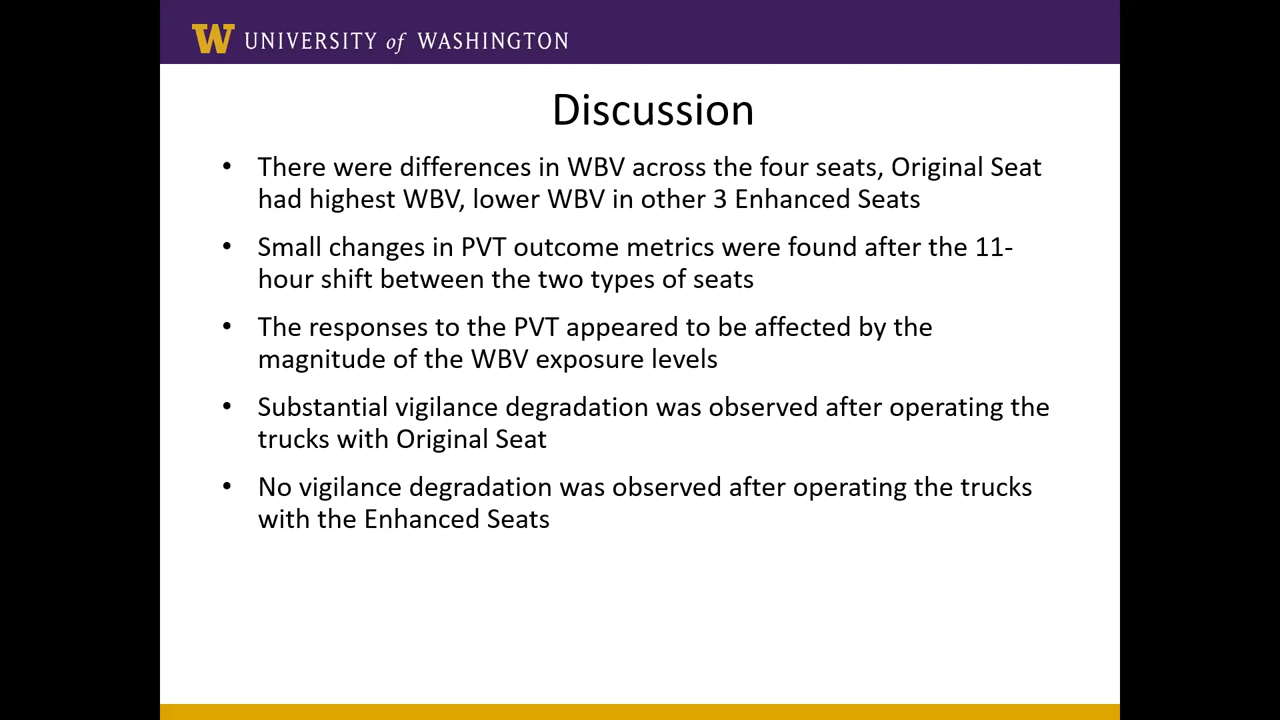 W UNIVERSITY of WASHINGTON
Discussion
• There were differences in WBV across the four seats, Original Seat
had highest WBV, lower WBV in other 3 Enhanced Seats
• Small changes in PVT outcome metrics were found after the 11-
hour shift between the two types of seats
• The responses to the PVT appeared to be affected by the
magnitude of the WBV exposure levels
• Substantial vigilance degradation was observed after operating the
trucks with Original Seat
• No vigilance degradation was observed after operating the trucks
with the Enhanced Seats